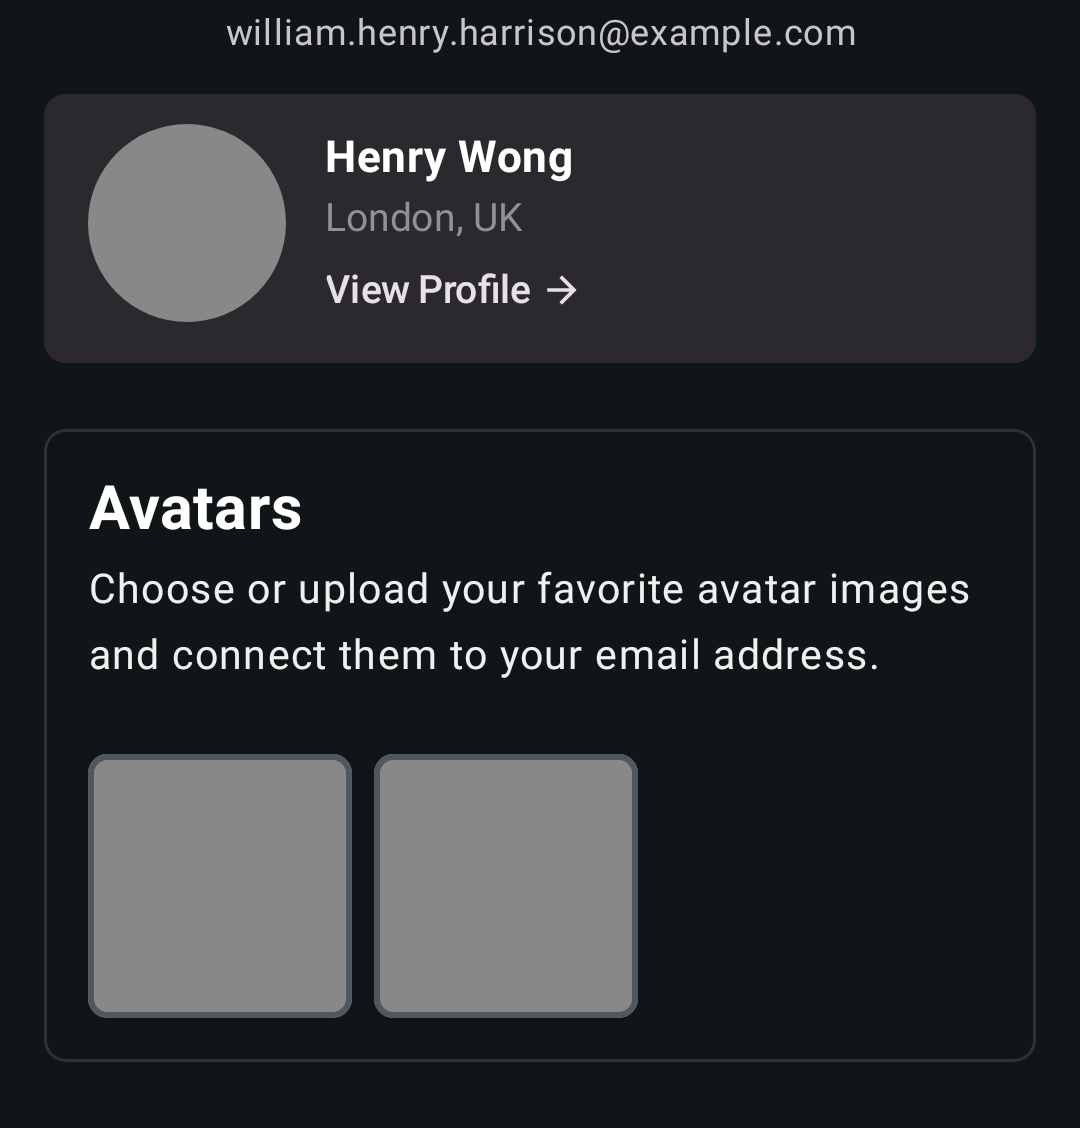 william.henry.harrison@example.com
Henry Wong
London, UK
View Profile →
Avatars
Choose or upload your favorite avatar images
and connect them to your email address.